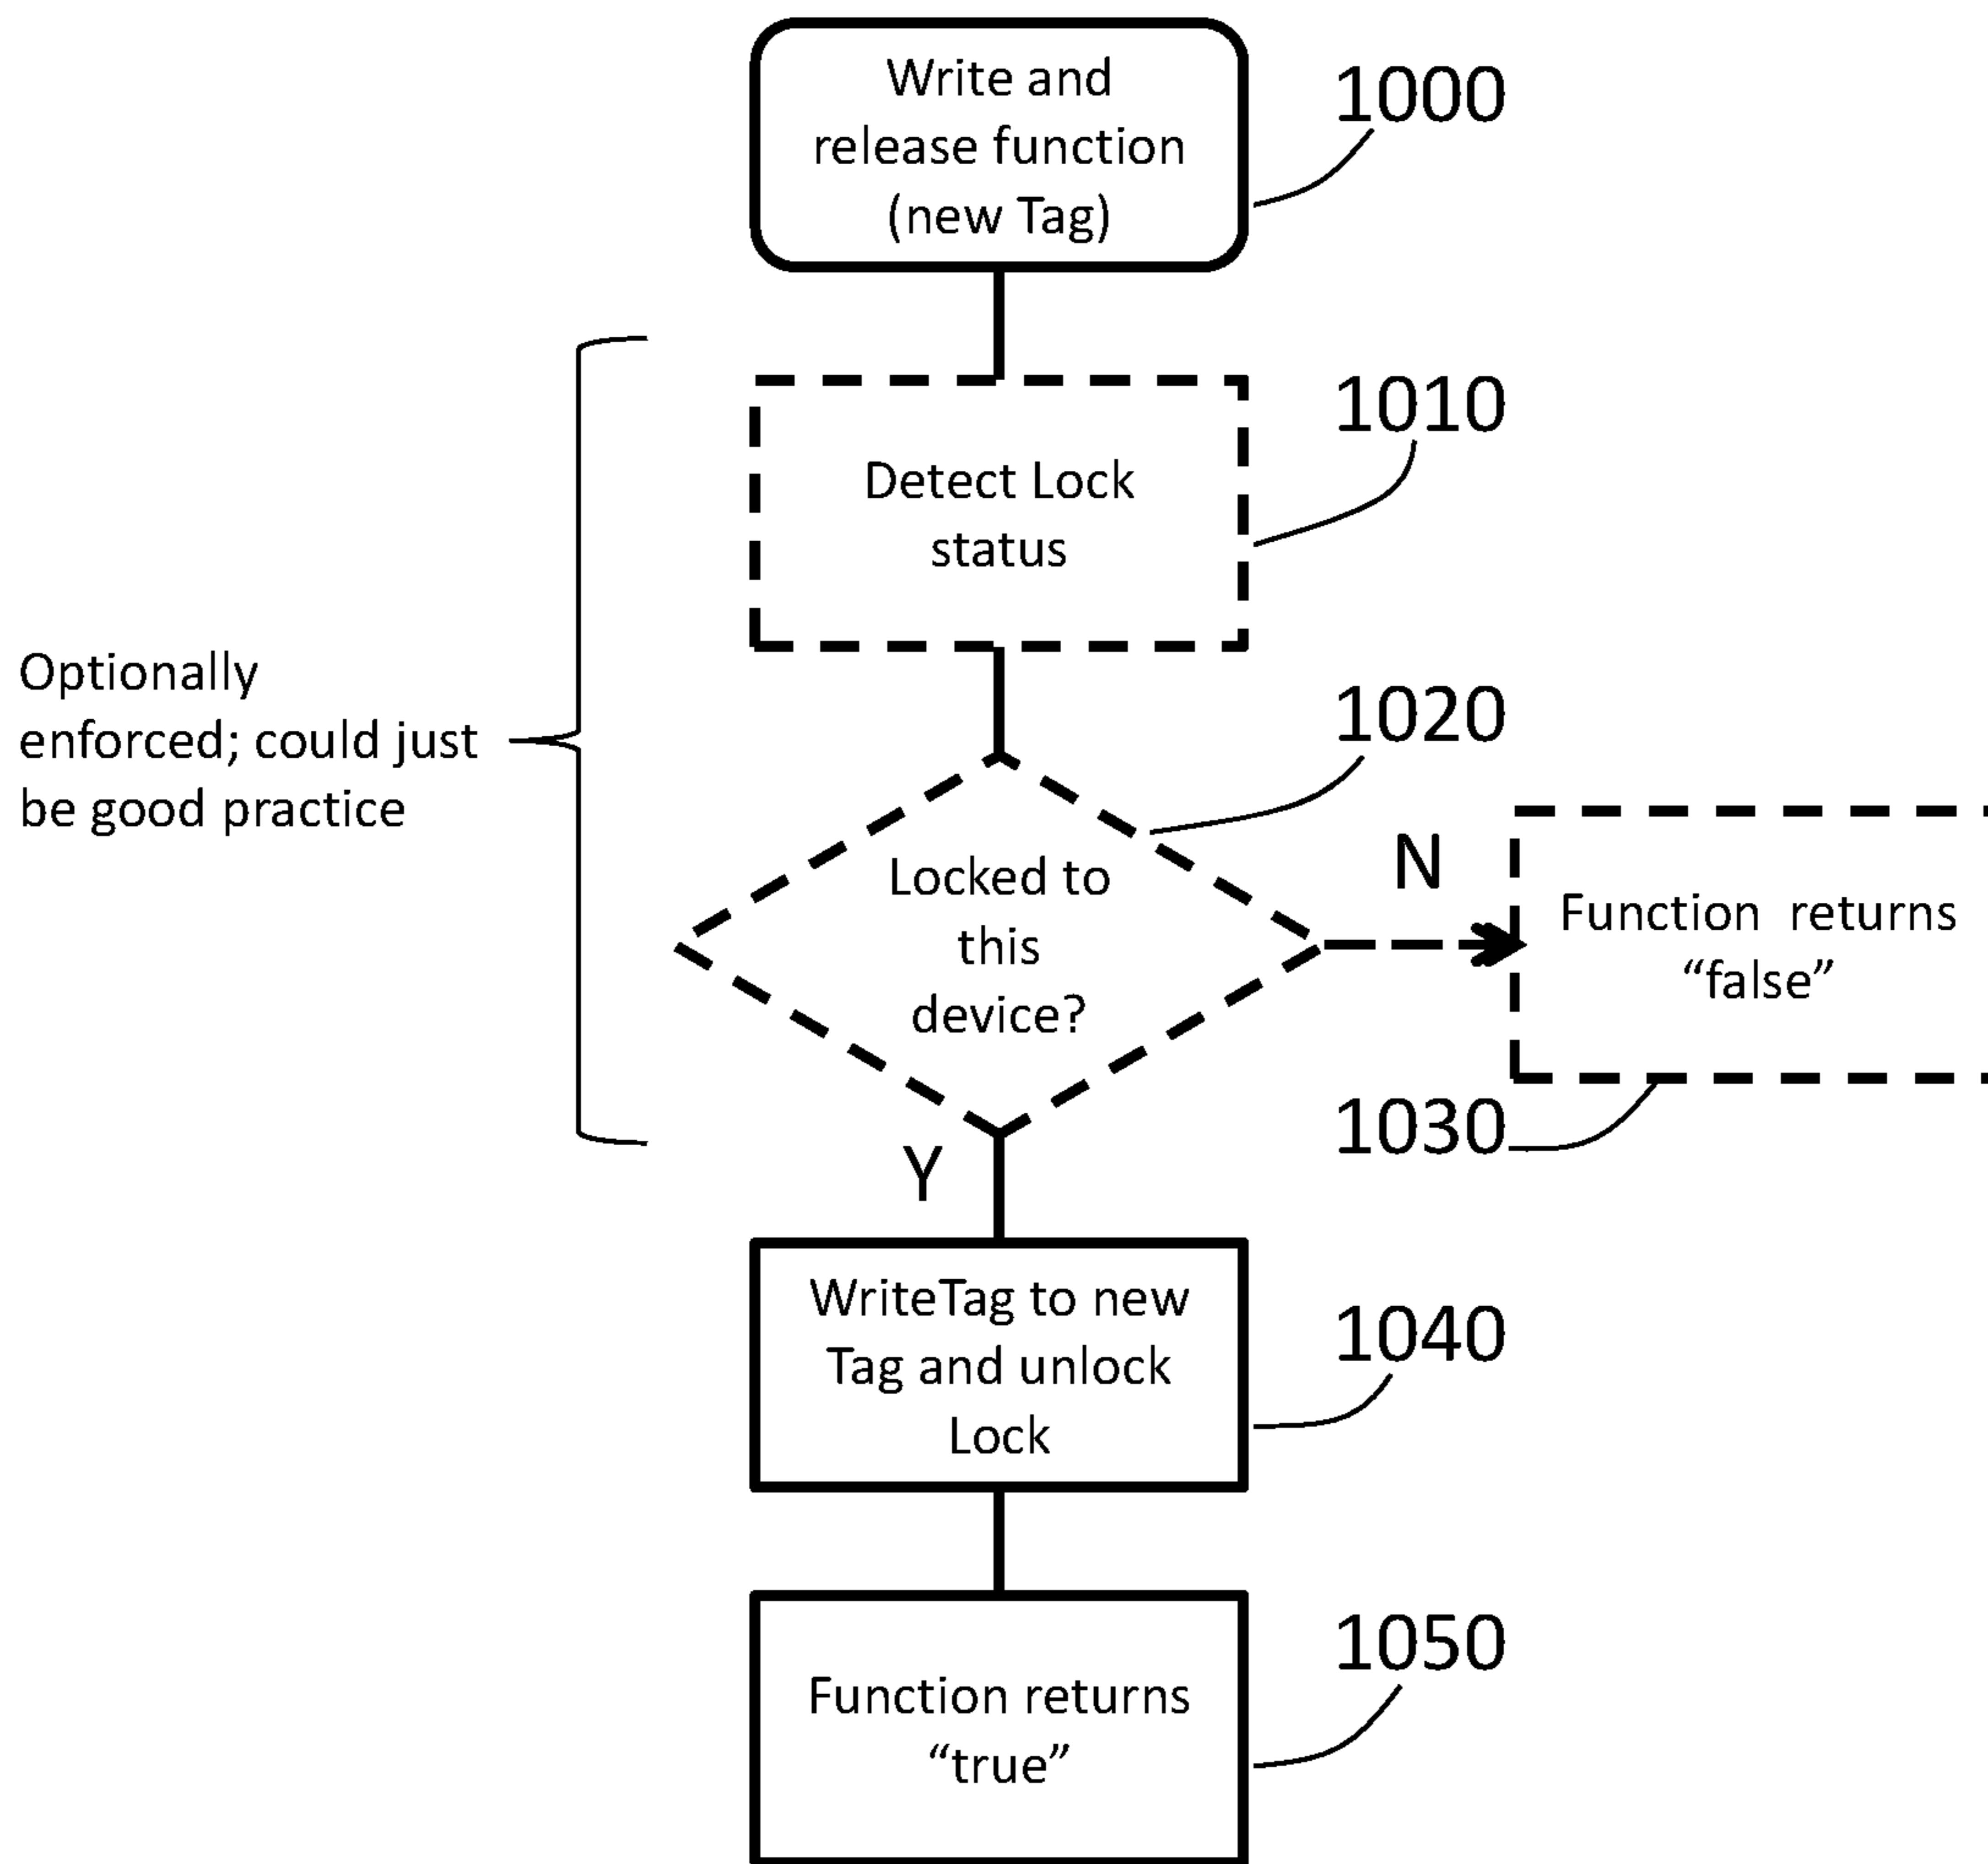 Write and
release function
(new Tag)
1000
Detect Lock
status
1010
Optionally
enforced; could just
be good practice
1020
Locked to
this
device?
N
Function returns
“false”
1030
Y
WriteTag to new
Tag and unlock
Lock
1040
Function returns
“true”
1050